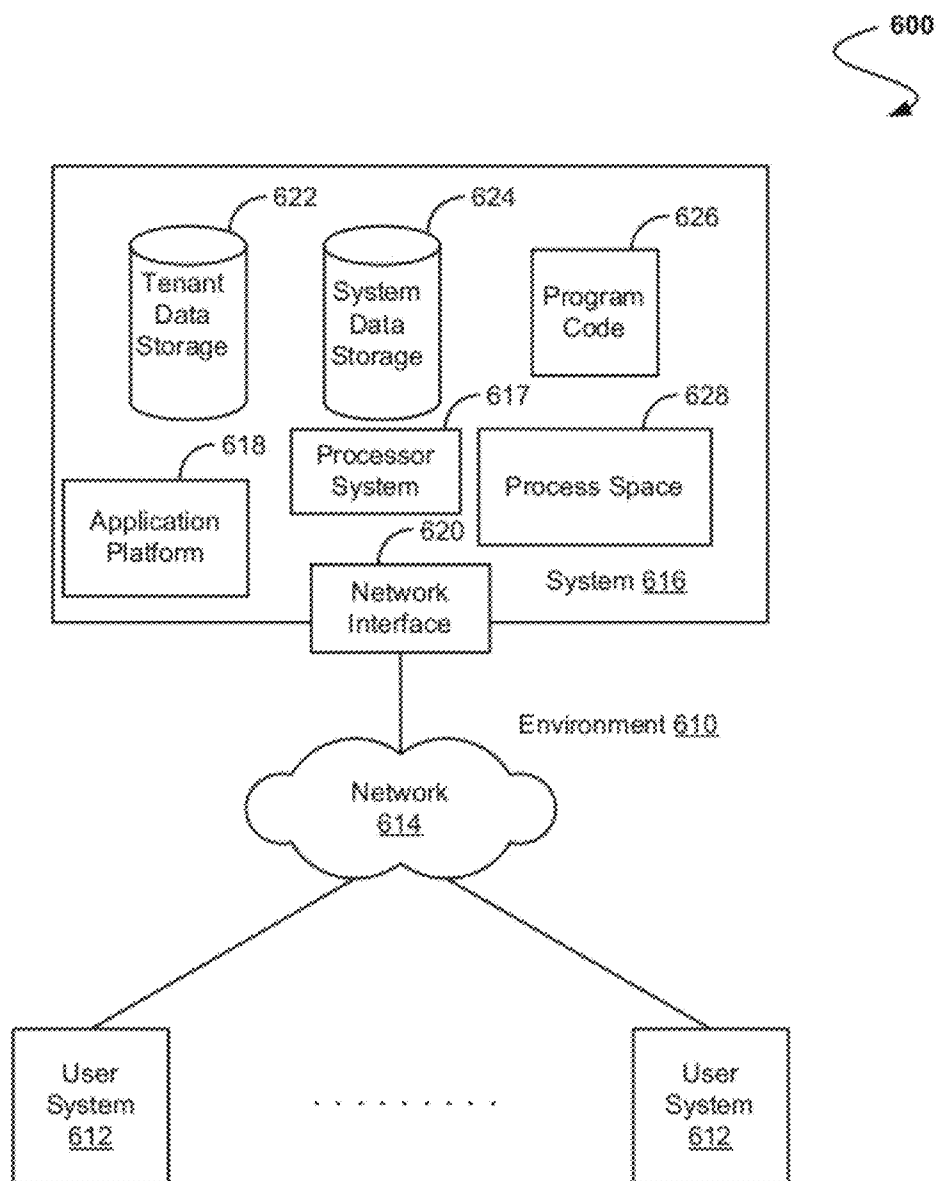 600
622
624
626
Tenant
Data
Storage
System
Data
Storage
Program
Code
617
628
618
Processor
System
Process Space
Application
Platform
620
Network
Interface
System 616
Environment 610
Network
614
User
System
612
. . . . . . . .
User
System
612